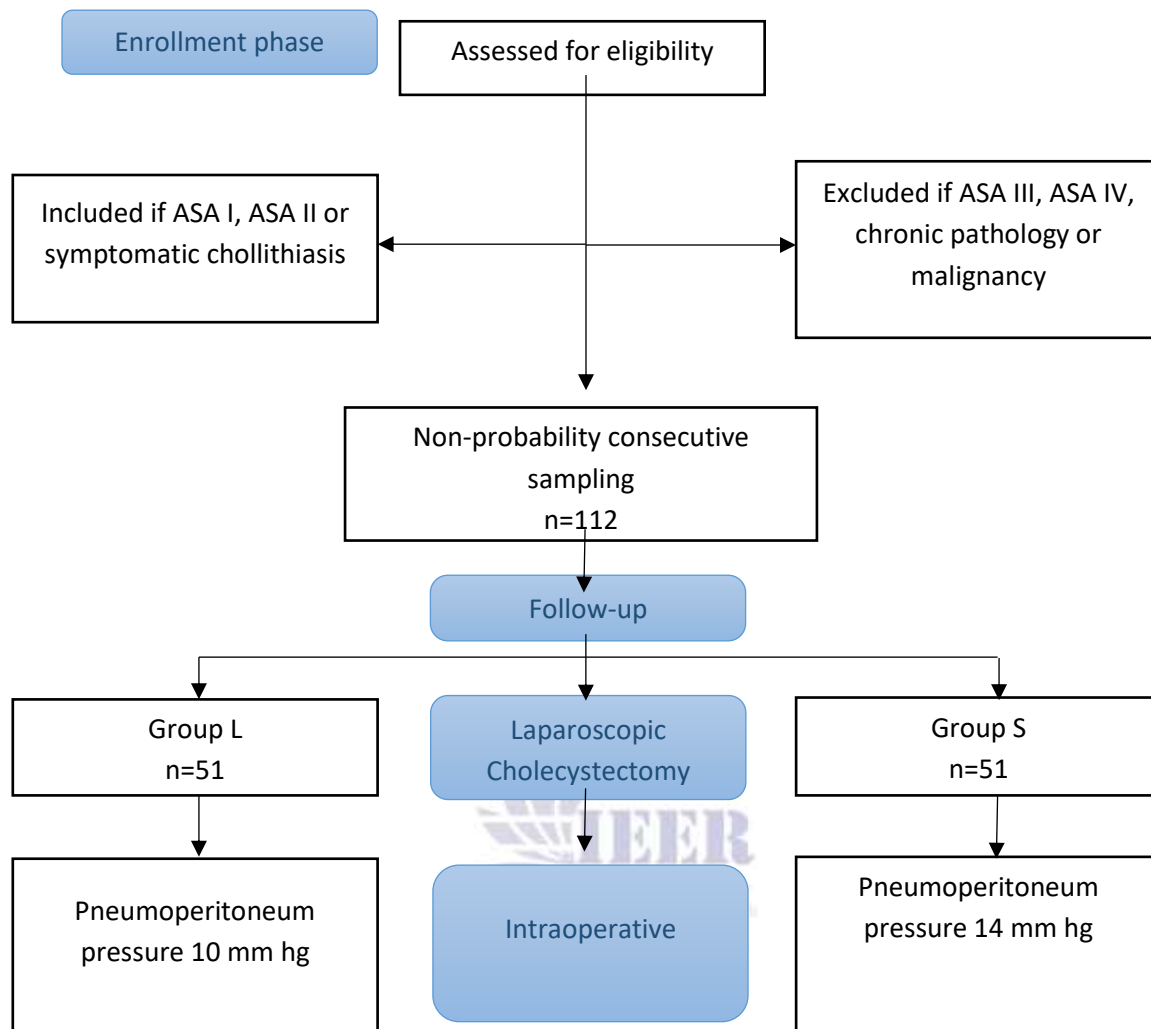 Enrollment phase
Assessed for eligibility
Included if ASA I, ASA II or
symptomatic chollithiasis
Excluded if ASA III, ASA IV,
chronic pathology or
malignancy
Non-probability consecutive
sampling
n=112
Follow-up
Group L
n=51
Laparoscopic
Cholecystectomy
Group S
n=51
IEER
Pneumoperitoneum
pressure 10 mm hg
Intraoperative
Pneumoperitoneum
pressure 14 mm hg